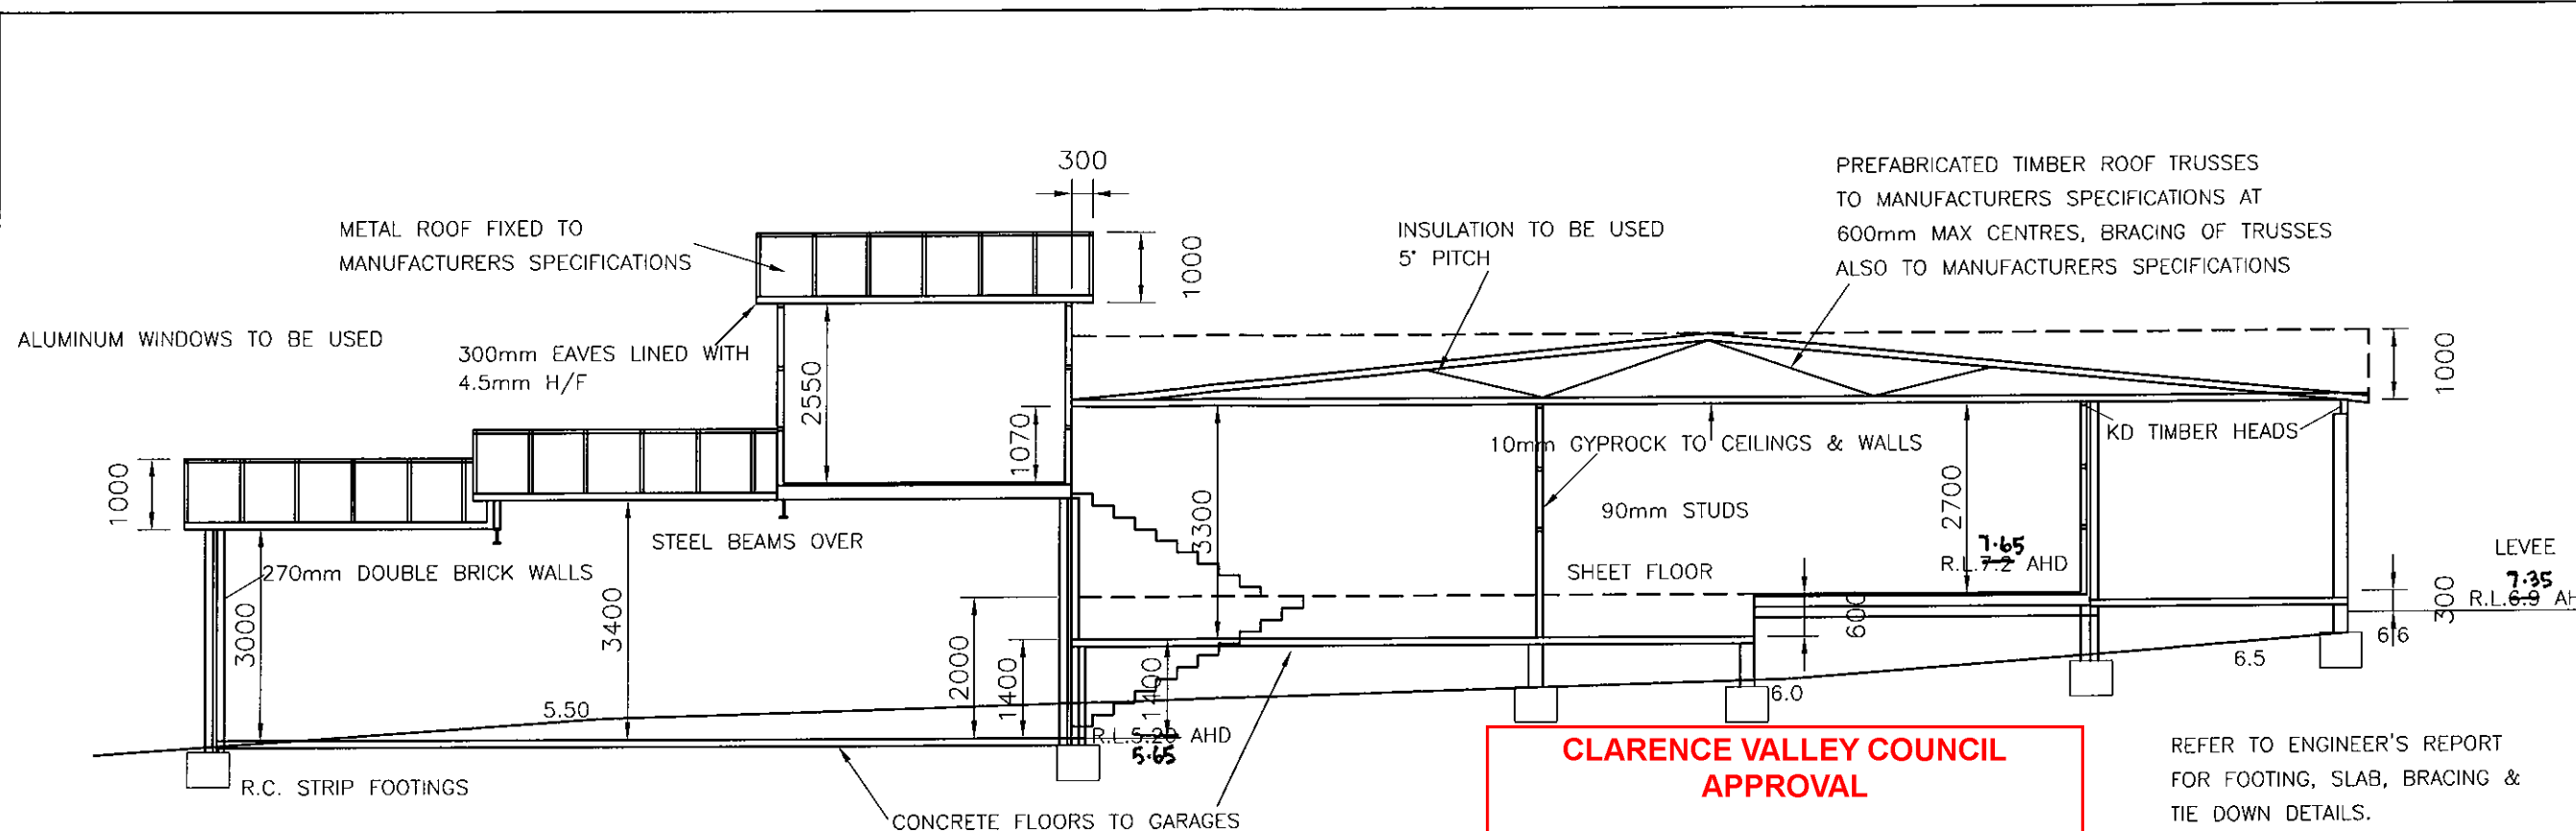 300
PREFABRICATED TIMBER ROOF TRUSSES
TO MANUFACTURERS SPECIFICATIONS AT
600mm MAX CENTRES, BRACING OF TRUSSES
ALSO TO MANUFACTURERS SPECIFICATIONS
METAL ROOF FIXED TO
MANUFACTURERS SPECIFICATIONS
INSULATION TO BE USED
5° PITCH
1000
ALUMINUM WINDOWS TO BE USED
300mm EAVES LINED WITH
4.5mm H/F
2550
1000
1070
10mm GYPROCK TO CEILINGS & WALLS
KD TIMBER HEADS
1000
2700
90mm STUDS
3300
STEEL BEAMS OVER
270mm DOUBLE BRICK WALLS
SHEET FLOOR
7.65
R.L.7.2 AHD
LEVEE
7.35
R.L.6.9 AH
300
600
3000
3400
2000
1400
1400
6.6
6.5
6.0
5.50
R.L.5.20 AHD
5.65
R.C. STRIP FOOTINGS
CONCRETE FLOORS TO GARAGES
CLARENCE VALLEY COUNCIL
APPROVAL
REFER TO ENGINEER'S REPORT
FOR FOOTING, SLAB, BRACING &
TIE DOWN DETAILS.